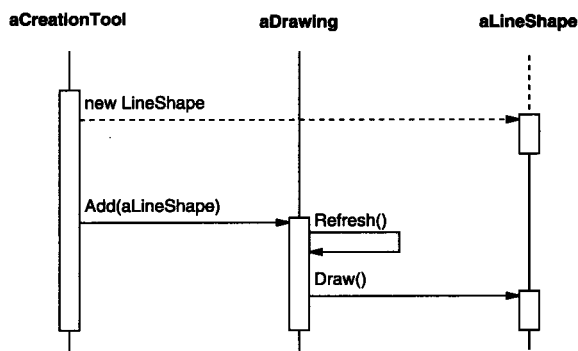 aCreationTool
aDrawing
aLineShape
new LineShape
Add(aLineShape)
Refresh()
Draw()